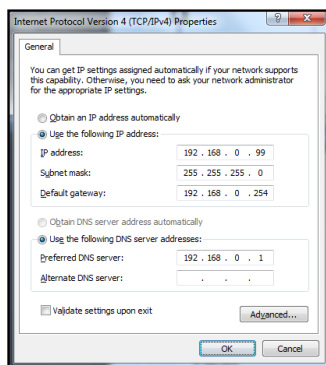 Internet Protocol Version 4 (TCP/IPv4) Properties
General
You can get IP settings assigned automatically if your network supports
this capability. Otherwise, you need to ask your network administrator
for the appropriate IP settings.
Obtain an IP address automatically
Use the following IP address:
IP address: 192 . 168 . 0 . 99
Subnet mask: 255 . 255 . 255 . 0
Default gateway: 192 . 168 . 0 . 254
Obtain DNS server address automatically
Use the following DNS server addresses:
Preferred DNS server: 192 . 168 . 0 . 1
Alternate DNS server: . . .
Validate settings upon exit
Advanced...
OK Cancel